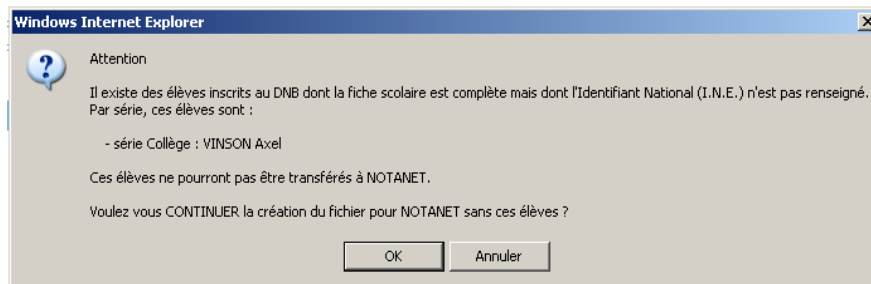 Windows Internet Explorer
Attention
Il existe des élèves inscrits au DNB dont la fiche scolaire est complète mais dont l'Identifiant National (I.N.E.) n'est pas renseigné.
Par série, ces élèves sont :
- série Collège : VINSON Axel
Ces élèves ne pourront pas être transférés à NOTANET.
Voulez vous CONTINUER la création du fichier pour NOTANET sans ces élèves ?
OK
Annuler